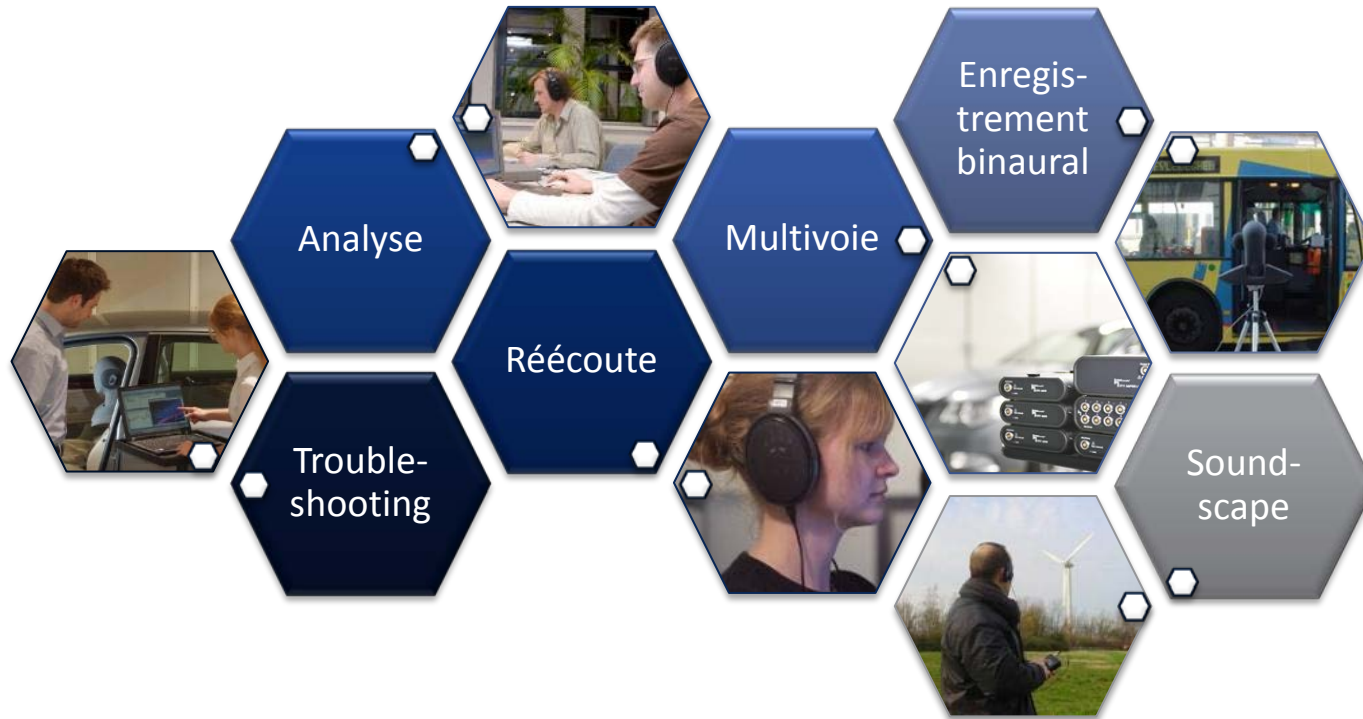 Enregis-
trement
binaural
Analyse
Multivoie
Réécoute
Trouble-
shooting
Sound-
scape